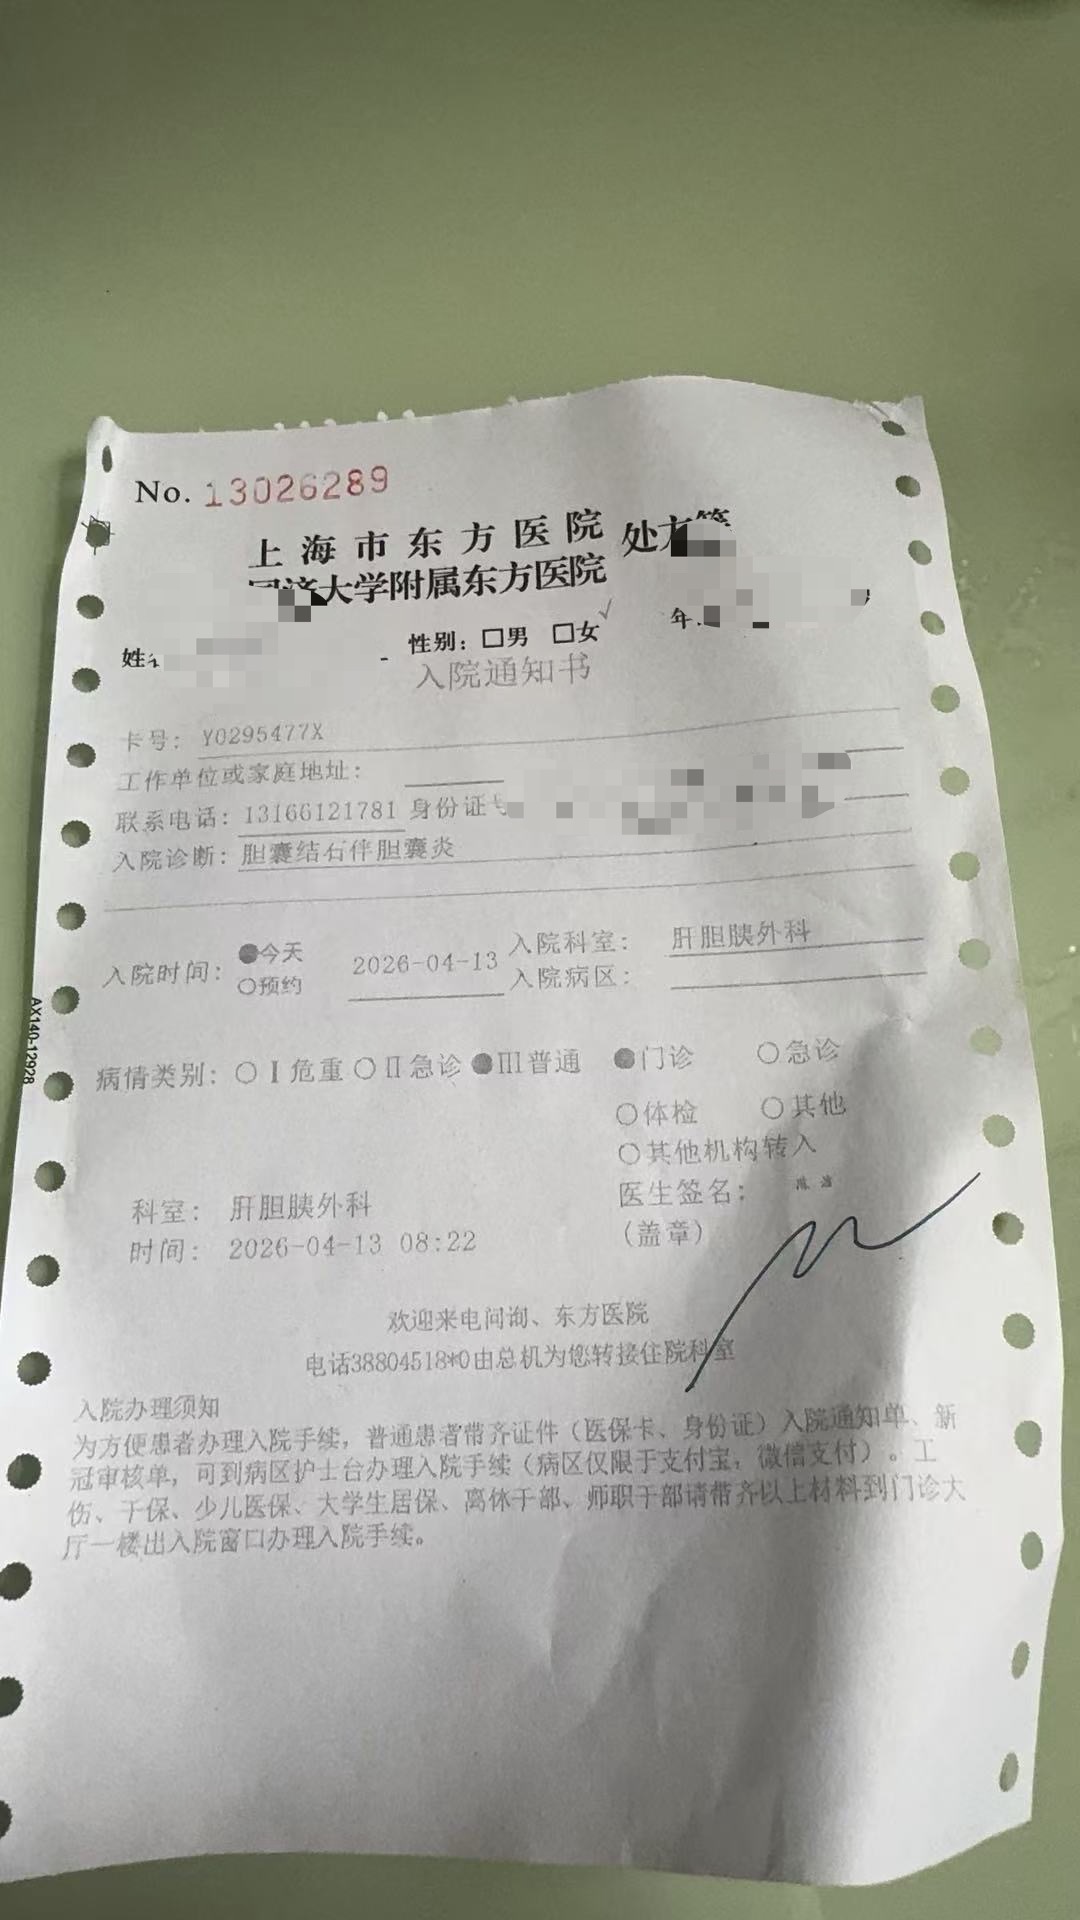 No. 13026289
上海市东方医院 处方
大学附属东方医院
性别: □男 □女 年
入院通知书
卡号: Y0295477X
工作单位或家庭地址:
联系电话: 13166121781 身份证
入院诊断: 胆囊结石伴胆囊炎
入院时间: ●今天 ○预约 2026-04-13 入院科室: 肝胆胰外科
入院病区:
病情类别: ○Ⅰ危重 ○Ⅱ急诊 ●Ⅲ普通 ●门诊 ○急诊
○体检 ○其他
○其他机构转入
科室: 肝胆胰外科 医生签名:
时间: 2026-04-13 08:22 (盖章)
欢迎来电问询、东方医院
电话38804518*0由总机为您转接住院科室
入院办理须知
为方便患者办理入院手续,普通患者带齐证件(医保卡、身份证)入院通知单、新
冠审核单,可到病区护士台办理入院手续(病区仅限于支付宝,微信支付)。工
伤、干保、少儿医保、大学生居保、离休干部、师职干部请带齐以上材料到门诊大
厅一楼出入院窗口办理入院手续。
AX140-12928